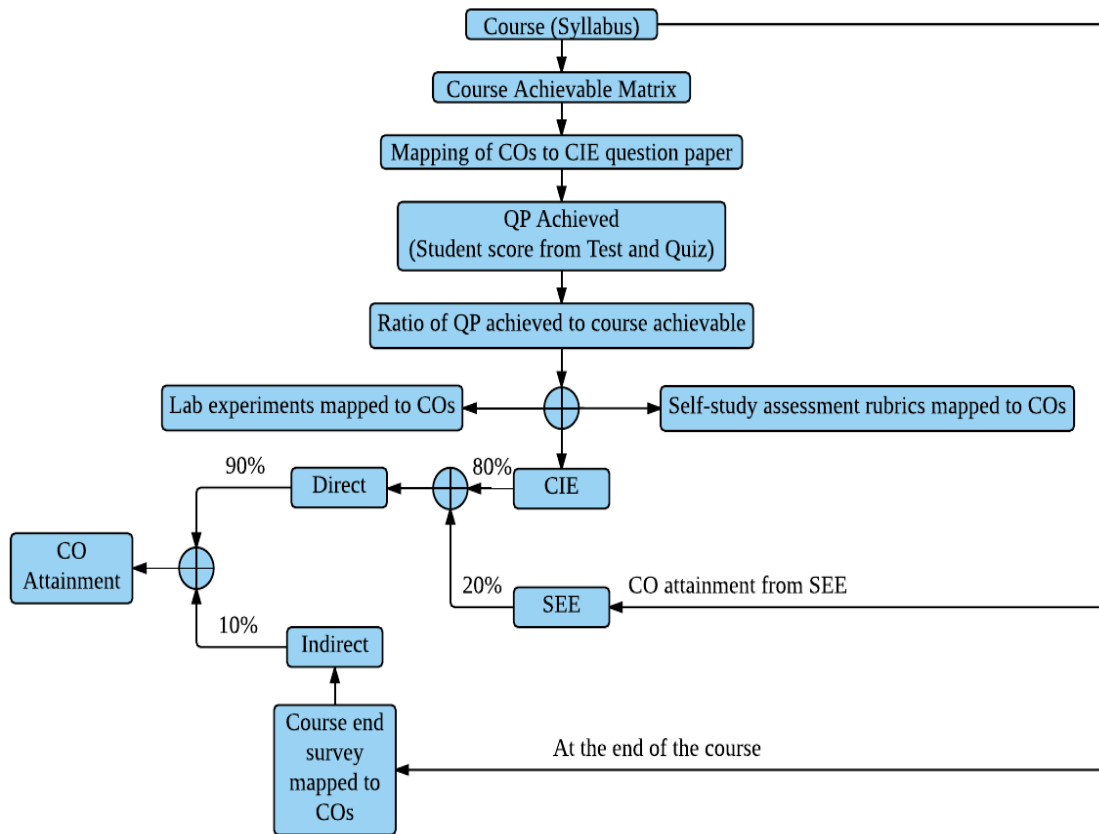 Course (Syllabus)
Course Achievable Matrix
Mapping of COs to CIE question paper
QP Achieved
(Student score from Test and Quiz)
Ratio of QP achieved to course achievable
Lab experiments mapped to COs
Self-study assessment rubrics mapped to COs
90%
Direct
80%
CIE
CO
Attainment
20%
SEE
CO attainment from SEE
10%
Indirect
Course end
survey
mapped to
COs
At the end of the course